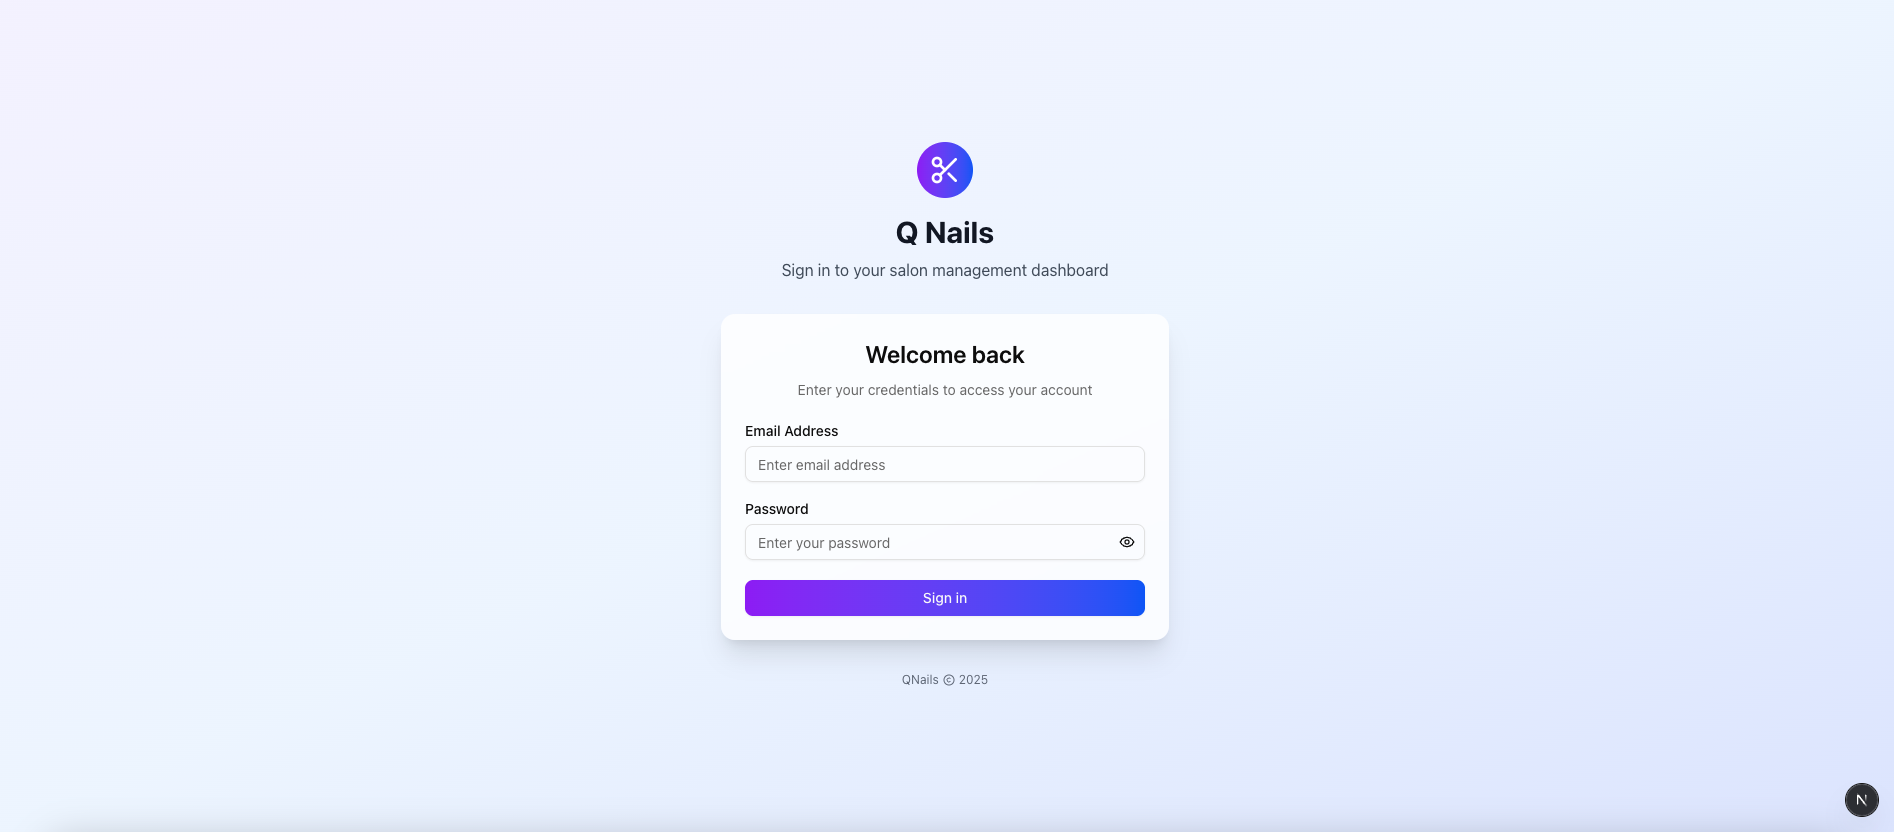 Q Nails
Sign in to your salon management dashboard
Welcome back
Enter your credentials to access your account
Email Address
Enter email address
Password
Enter your password
Sign in
QNails © 2025
N